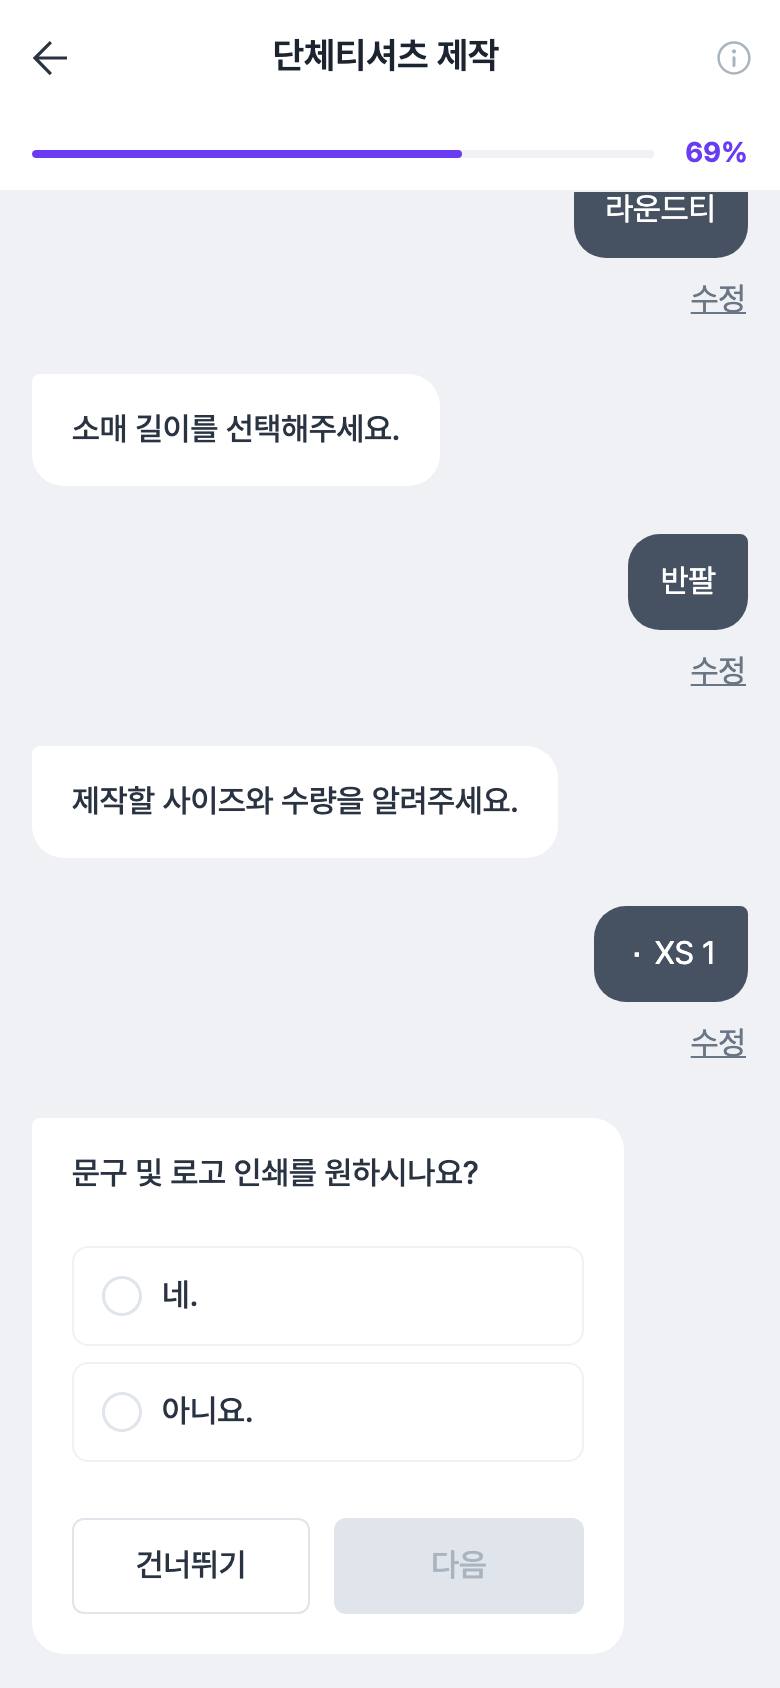 단체티셔츠 제작
69%
라운드티
수정
소매 길이를 선택해주세요.
반팔
수정
제작할 사이즈와 수량을 알려주세요.
· XS 1
수정
문구 및 로고 인쇄를 원하시나요?
네.
아니요.
건너뛰기
다음